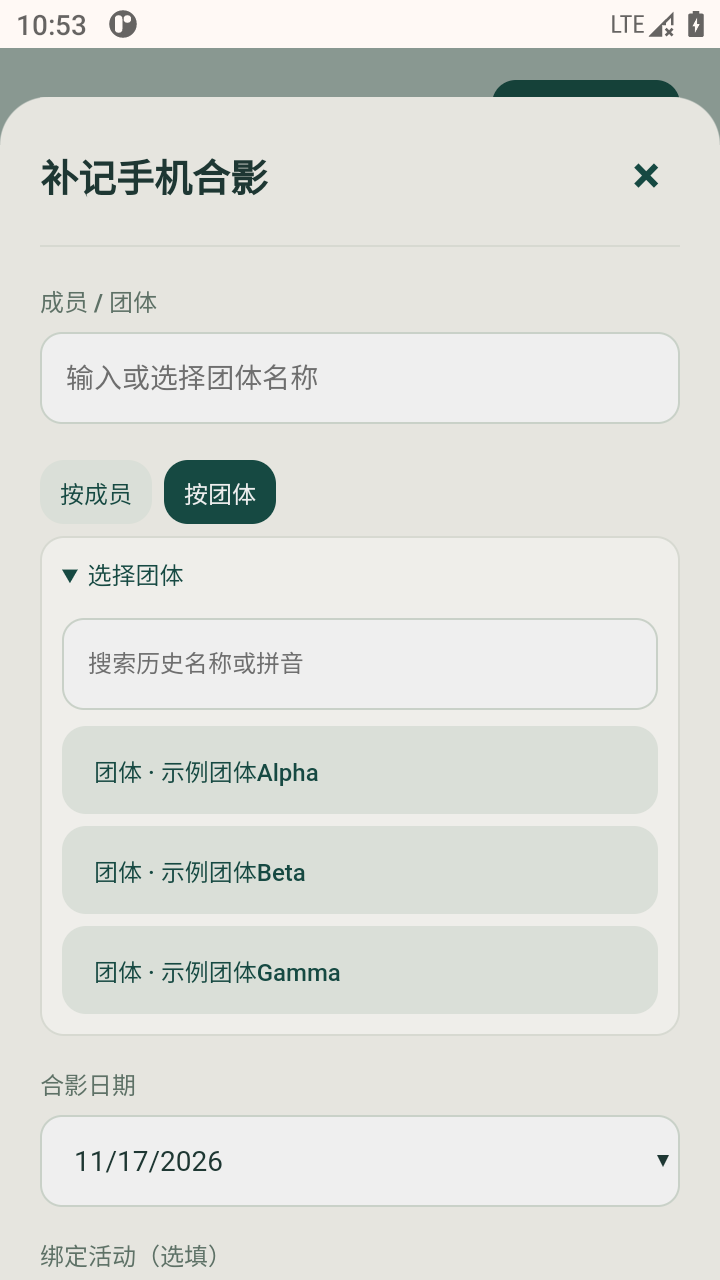 10:53
LTE
补记手机合影
成员 / 团体
输入或选择团体名称
按成员
按团体
选择团体
搜索历史名称或拼音
团体 · 示例团体Alpha
团体 · 示例团体Beta
团体 · 示例团体Gamma
合影日期
11/17/2026
绑定活动（选填）